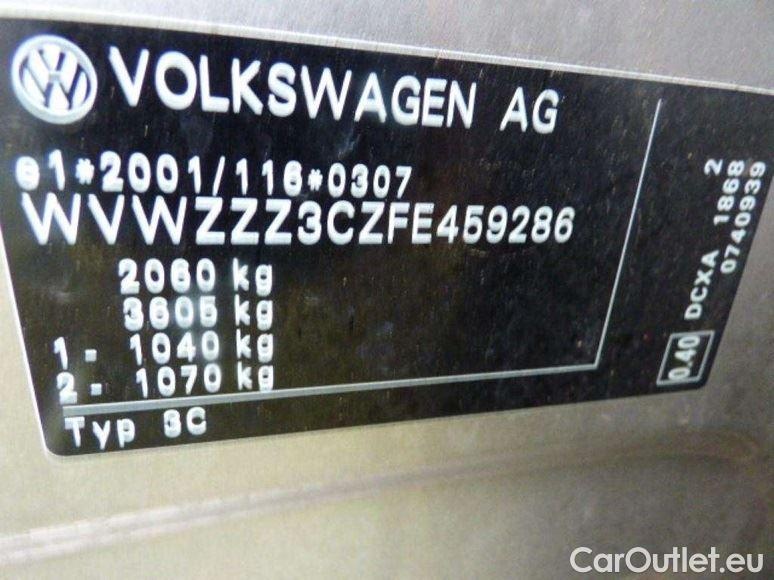 VOLKSWAGEN AG
e1*2001/116*0307
WVWZZZ3CZFE459286
2060 kg
3605 kg
1- 1040 kg
2- 1070 kg
Typ 3C
0.40 DCXA 1868 2
0740939
CarOutlet.eu